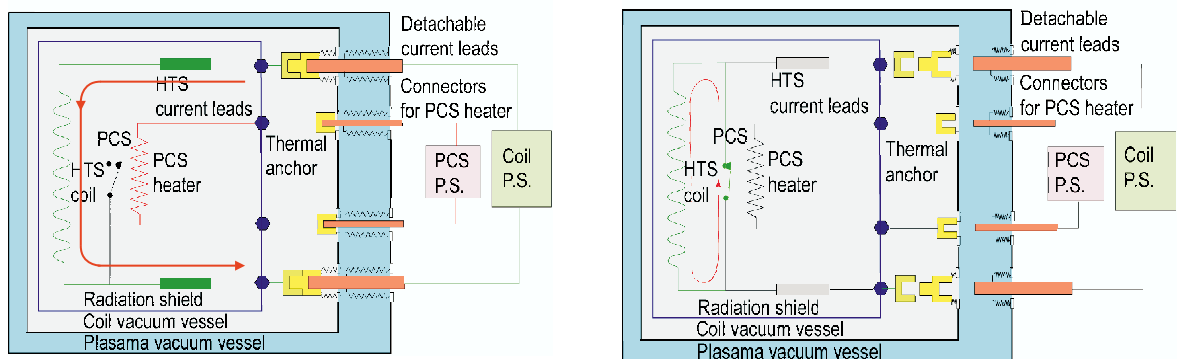 Detachable
current leads
Connectors
for PCS heater
HTS
current leads
PCS
HTS
coil
PCS
heater
Thermal
anchor
PCS
P.S.
Coil
P.S.
Radiation shield
Coil vacuum vessel
Plasama vacuum vessel
Detachable
current leads
Connectors
for PCS heater
HTS
current leads
PCS
HTS
coil
PCS
heater
Thermal
anchor
PCS
P.S.
Coil
P.S.
Radiation shield
Coil vacuum vessel
Plasama vacuum vessel